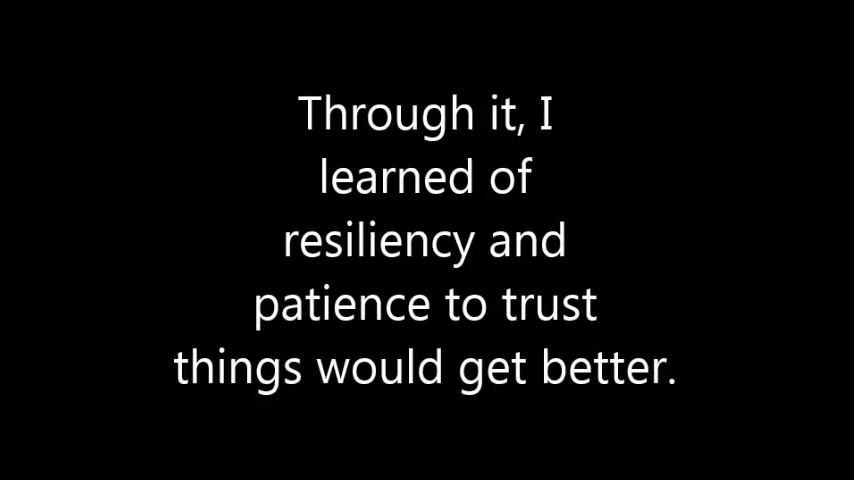 Through it, I
learned of
resiliency and
patience to trust
things would get better.